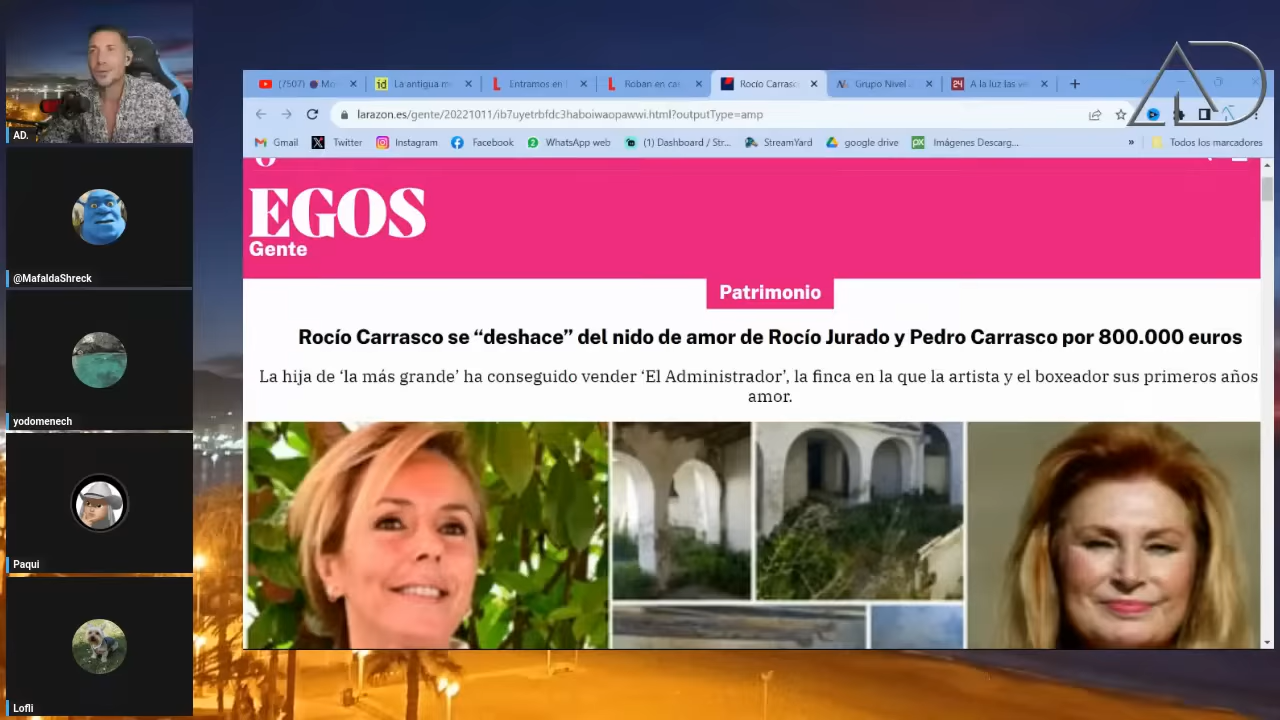 AD.
@MafaldaShreck
yodomenech
Paqui
Lofli
AD
(7507)
La antigua m
Entramos en
Roban en ca
Rocío Carrasc
Grupo Nivel
A la luz las ve
larazon.es/gente/20221011/ib7uyetrbfdc3haboiwaopawwi.html?outputType=amp
Gmail
Twitter
Instagram
Facebook
WhatsApp web
(1) Dashboard / Str...
StreamYard
google drive
Imágenes Descarg...
»
Todos los marcadores
EGOS
Gente
Patrimonio
Rocío Carrasco se “deshace” del nido de amor de Rocío Jurado y Pedro Carrasco por 800.000 euros
La hija de ‘la más grande’ ha conseguido vender ‘El Administrador’, la finca en la que la artista y el boxeador sus primeros años
amor.